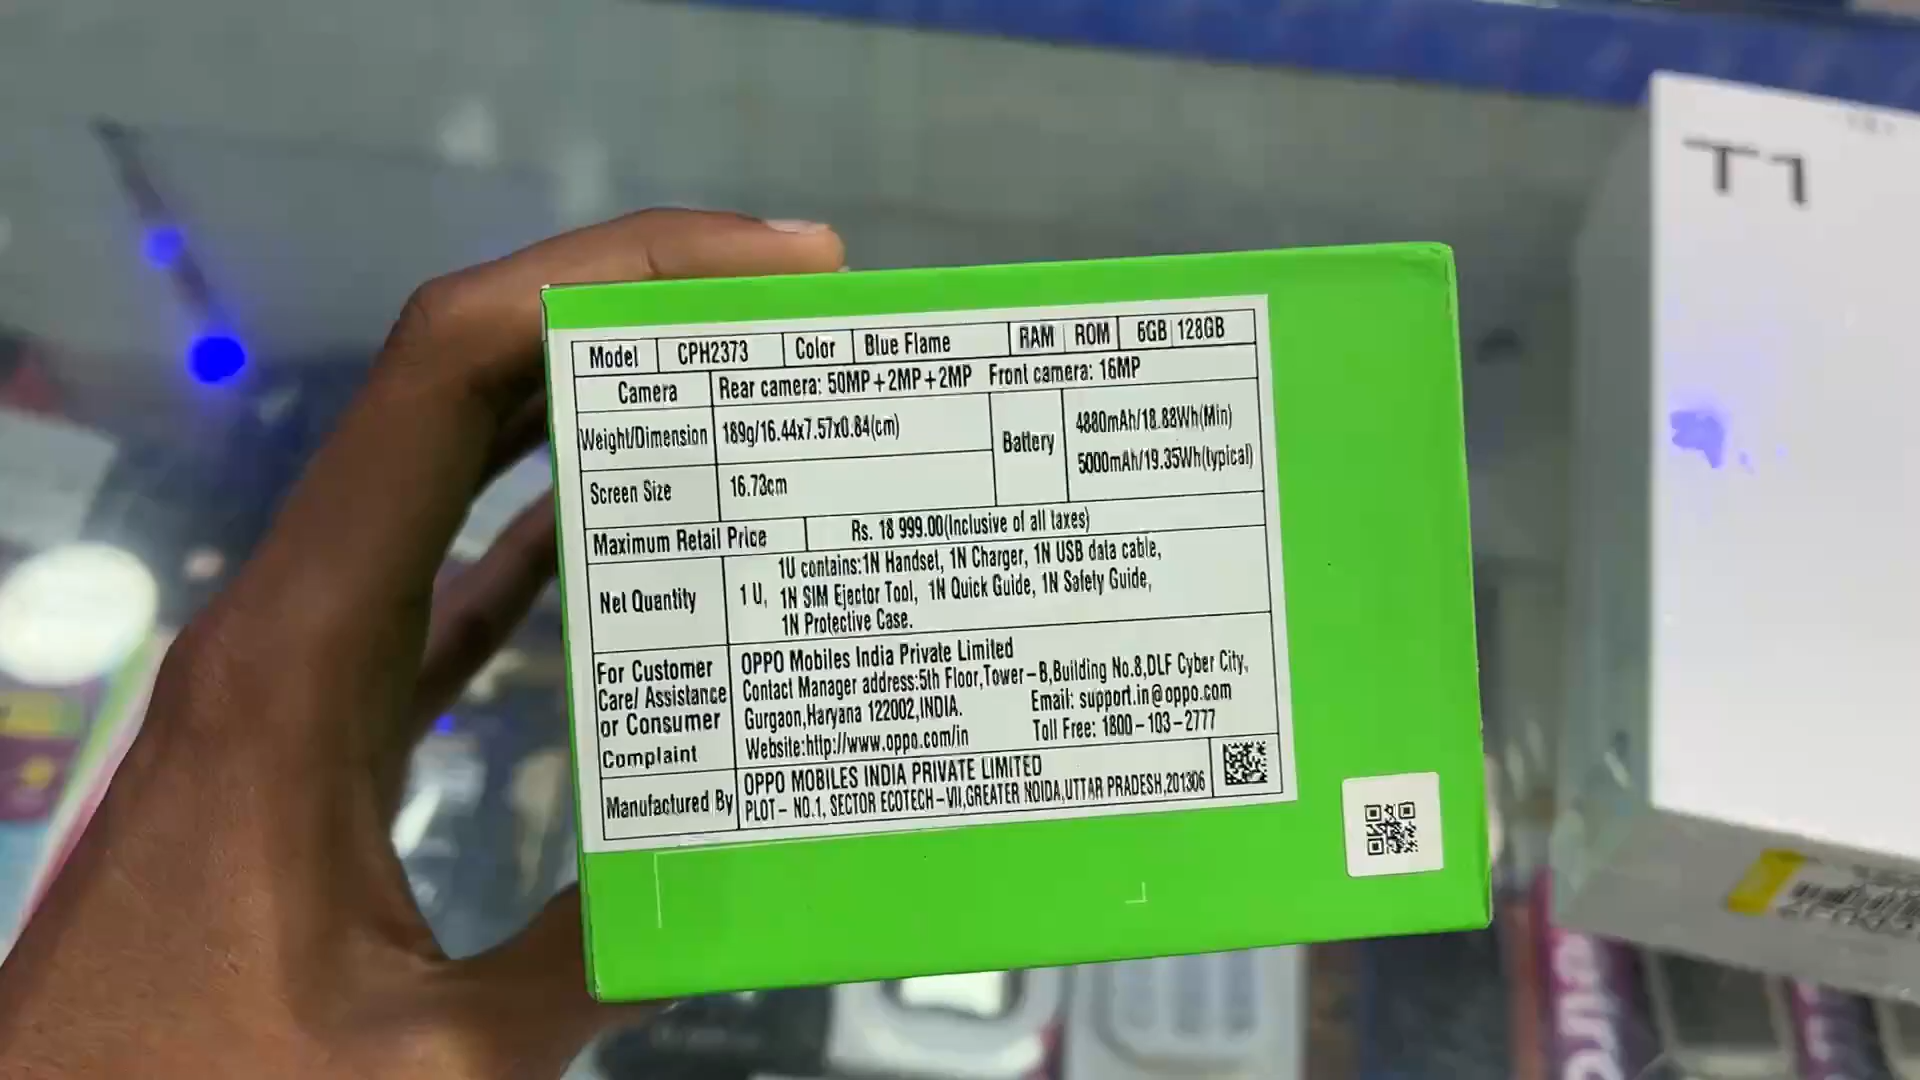 T1
Model CPH2373 Color Blue Flame RAM ROM 6GB 128GB
Camera Rear camera: 50MP+2MP+2MP Front camera: 16MP
Weight/Dimension 189g/16.44x7.57x0.84(cm)
Battery 4880mAh/18.88Wh(Min)
5000mAh/19.35Wh(typical)
Screen Size 16.73cm
Maximum Retail Price Rs. 18 999.00(Inclusive of all taxes)
Net Quantity 1 U, 1U contains:1N Handset, 1N Charger, 1N USB data cable,
1N SIM Ejector Tool, 1N Quick Guide, 1N Safety Guide,
1N Protective Case.
For Customer
Care/ Assistance
or Consumer
Complaint
OPPO Mobiles India Private Limited
Contact Manager address:5th Floor,Tower-B,Building No.8,DLF Cyber City,
Gurgaon,Haryana 122002,INDIA. Email: support.in@oppo.com
Website:http://www.oppo.com/in Toll Free: 1800-103-2777
Manufactured By OPPO MOBILES INDIA PRIVATE LIMITED
PLOT- NO.1, SECTOR ECOTECH-VII,GREATER NOIDA,UTTAR PRADESH,201306